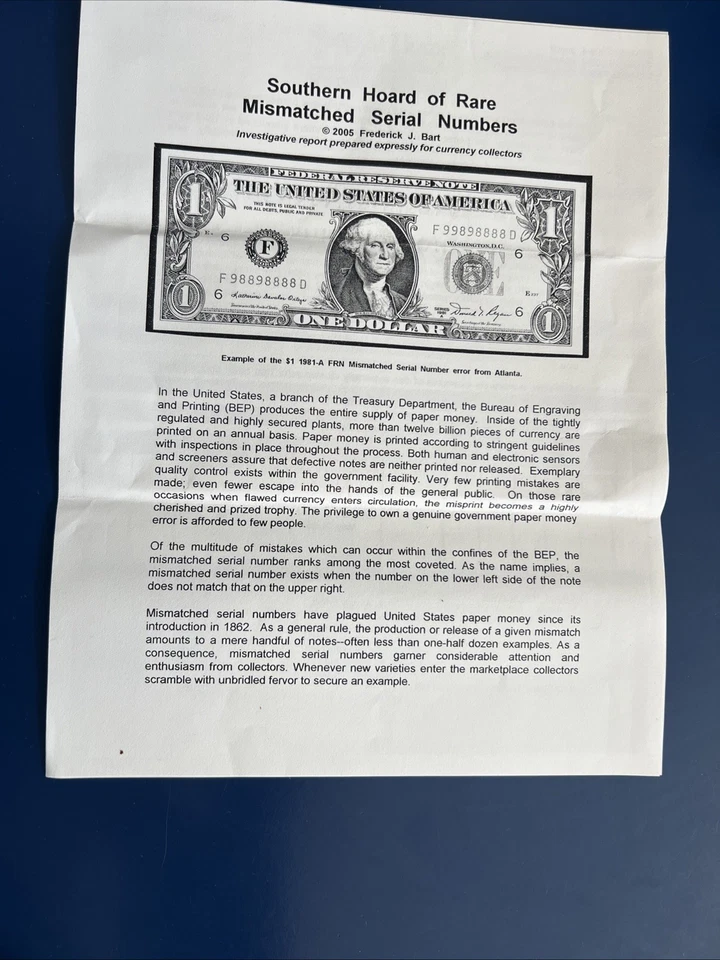 Southern Hoard of Rare
Mismatched Serial Numbers
© 2005 Frederick J. Bart
Investigative report prepared expressly for currency collectors
FEDERAL RESERVE NOTE
THE UNITED STATES OF AMERICA
THIS NOTE IS LEGAL TENDER
FOR ALL DEBTS, PUBLIC AND PRIVATE
F 99898888 D
WASHINGTON, D.C.
6
6
F
F 98898888 D
6
6
1
1
1
1
ONE
ONE DOLLAR
Example of the $1 1981-A FRN Mismatched Serial Number error from Atlanta.
In the United States, a branch of the Treasury Department, the Bureau of Engraving
and Printing (BEP) produces the entire supply of paper money. Inside of the tightly
regulated and highly secured plants, more than twelve billion pieces of currency are
printed on an annual basis. Paper money is printed according to stringent guidelines
with inspections in place throughout the process. Both human and electronic sensors
and screeners assure that defective notes are neither printed nor released. Exemplary
quality control exists within the government facility. Very few printing mistakes are
made; even fewer escape into the hands of the general public. On those rare
occasions when flawed currency enters circulation, the misprint becomes a highly
cherished and prized trophy. The privilege to own a genuine government paper money
error is afforded to few people.
Of the multitude of mistakes which can occur within the confines of the BEP, the
mismatched serial number ranks among the most coveted. As the name implies, a
mismatched serial number exists when the number on the lower left side of the note
does not match that on the upper right.
Mismatched serial numbers have plagued United States paper money since its
introduction in 1862. As a general rule, the production or release of a given mismatch
amounts to a mere handful of notes--often less than one-half dozen examples. As a
consequence, mismatched serial numbers garner considerable attention and
enthusiasm from collectors. Whenever new varieties enter the marketplace collectors
scramble with unbridled fervor to secure an example.